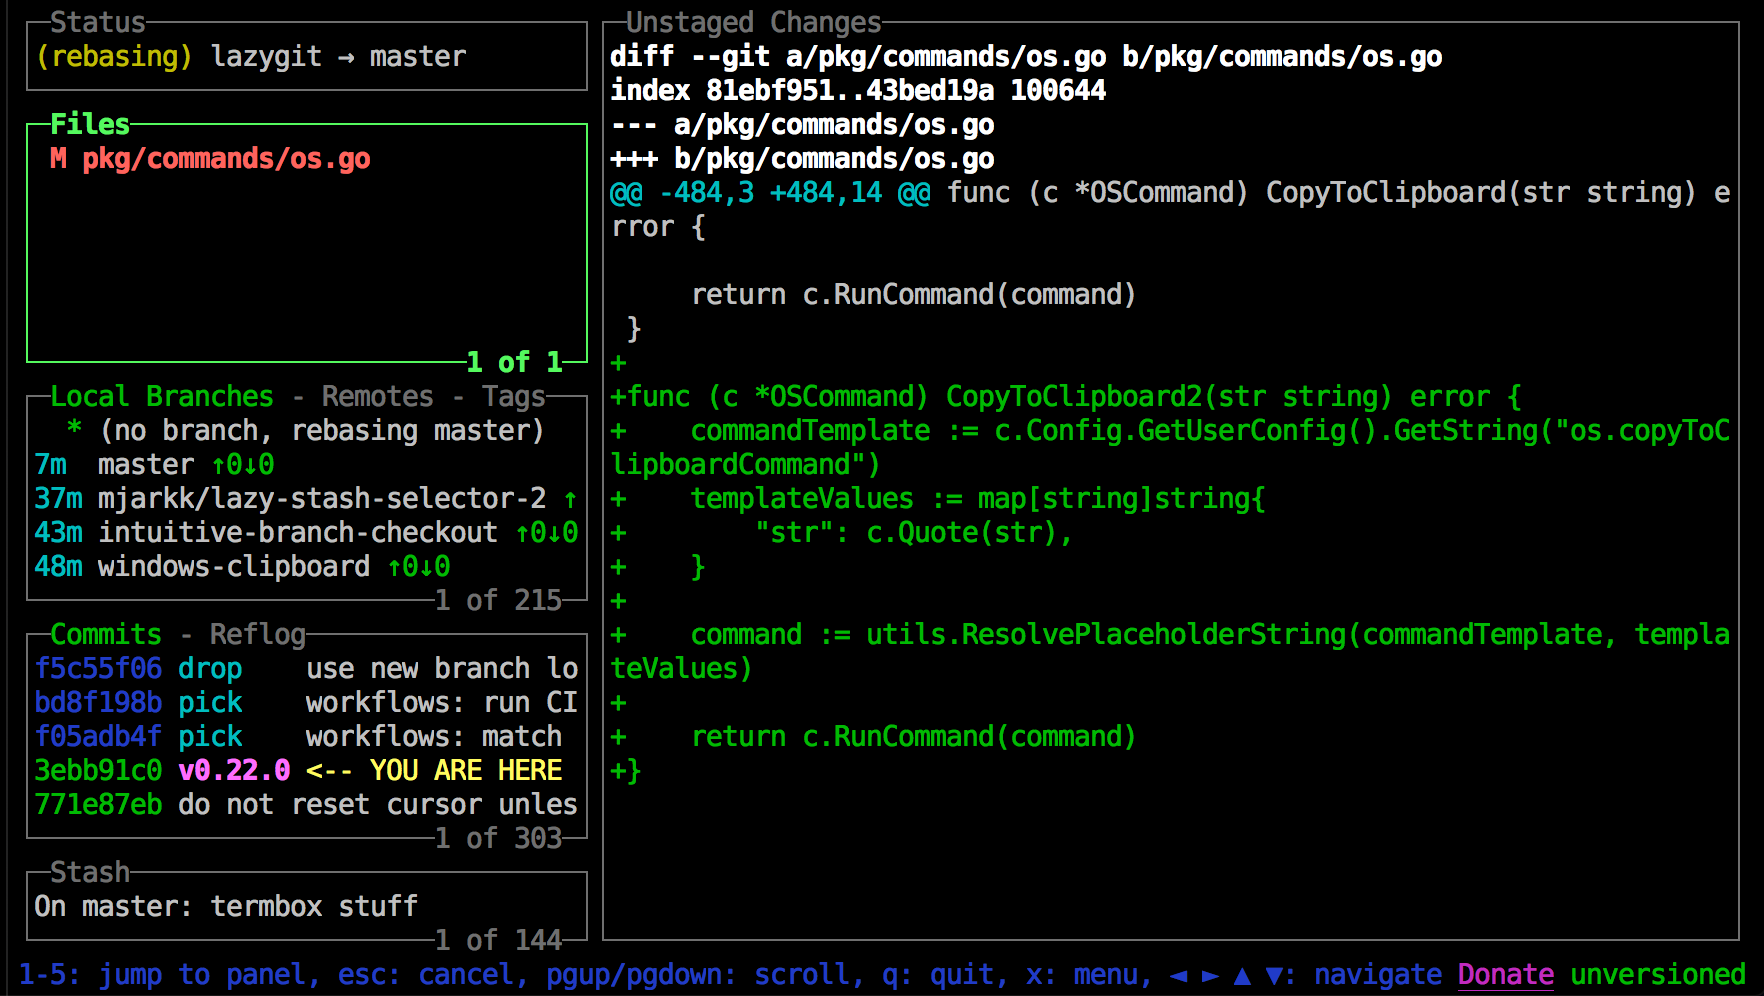 Status
(rebasing) lazygit → master
Files
M pkg/commands/os.go
1 of 1
Local Branches - Remotes - Tags
* (no branch, rebasing master)
7m master ↑0↓0
37m mjarkk/lazy-stash-selector-2 ↑
43m intuitive-branch-checkout ↑0↓0
48m windows-clipboard ↑0↓0
1 of 215
Commits - Reflog
f5c55f06 drop use new branch lo
bd8f198b pick workflows: run CI
f05adb4f pick workflows: match
3ebb91c0 v0.22.0 <-- YOU ARE HERE
771e87eb do not reset cursor unles
1 of 303
Stash
On master: termbox stuff
1 of 144
Unstaged Changes
diff --git a/pkg/commands/os.go b/pkg/commands/os.go
index 81ebf951..43bed19a 100644
--- a/pkg/commands/os.go
+++ b/pkg/commands/os.go
@@ -484,3 +484,14 @@ func (c *OSCommand) CopyToClipboard(str string) e
rror {
return c.RunCommand(command)
}
+
+func (c *OSCommand) CopyToClipboard2(str string) error {
+ commandTemplate := c.Config.GetUserConfig().GetString("os.copyToC
lipboardCommand")
+ templateValues := map[string]string{
+ "str": c.Quote(str),
+ }
+
+ command := utils.ResolvePlaceholderString(commandTemplate, templa
teValues)
+
+ return c.RunCommand(command)
+}
1-5: jump to panel, esc: cancel, pgup/pgdown: scroll, q: quit, x: menu, ◄ ► ▲ ▼: navigate Donate unversioned